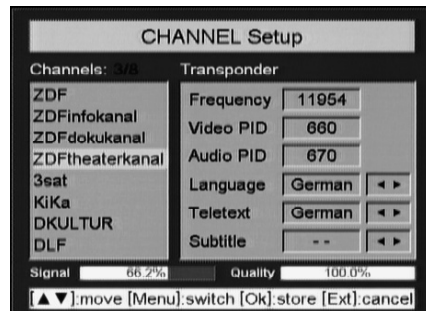 CHANNEL Setup
Channels: 3/8
Transponder
ZDF
ZDFinfokanal
ZDFdokukanal
ZDFtheaterkanal
3sat
KiKa
DKULTUR
DLF
Frequency 11954
Video PID 660
Audio PID 670
Language German ◄ ►
Teletext German ◄ ►
Subtitle - - ◄ ►
Signal 66.2% Quality 100.0%
[▲ ▼]:move [Menu]:switch [Ok]:store [Ext]:cancel